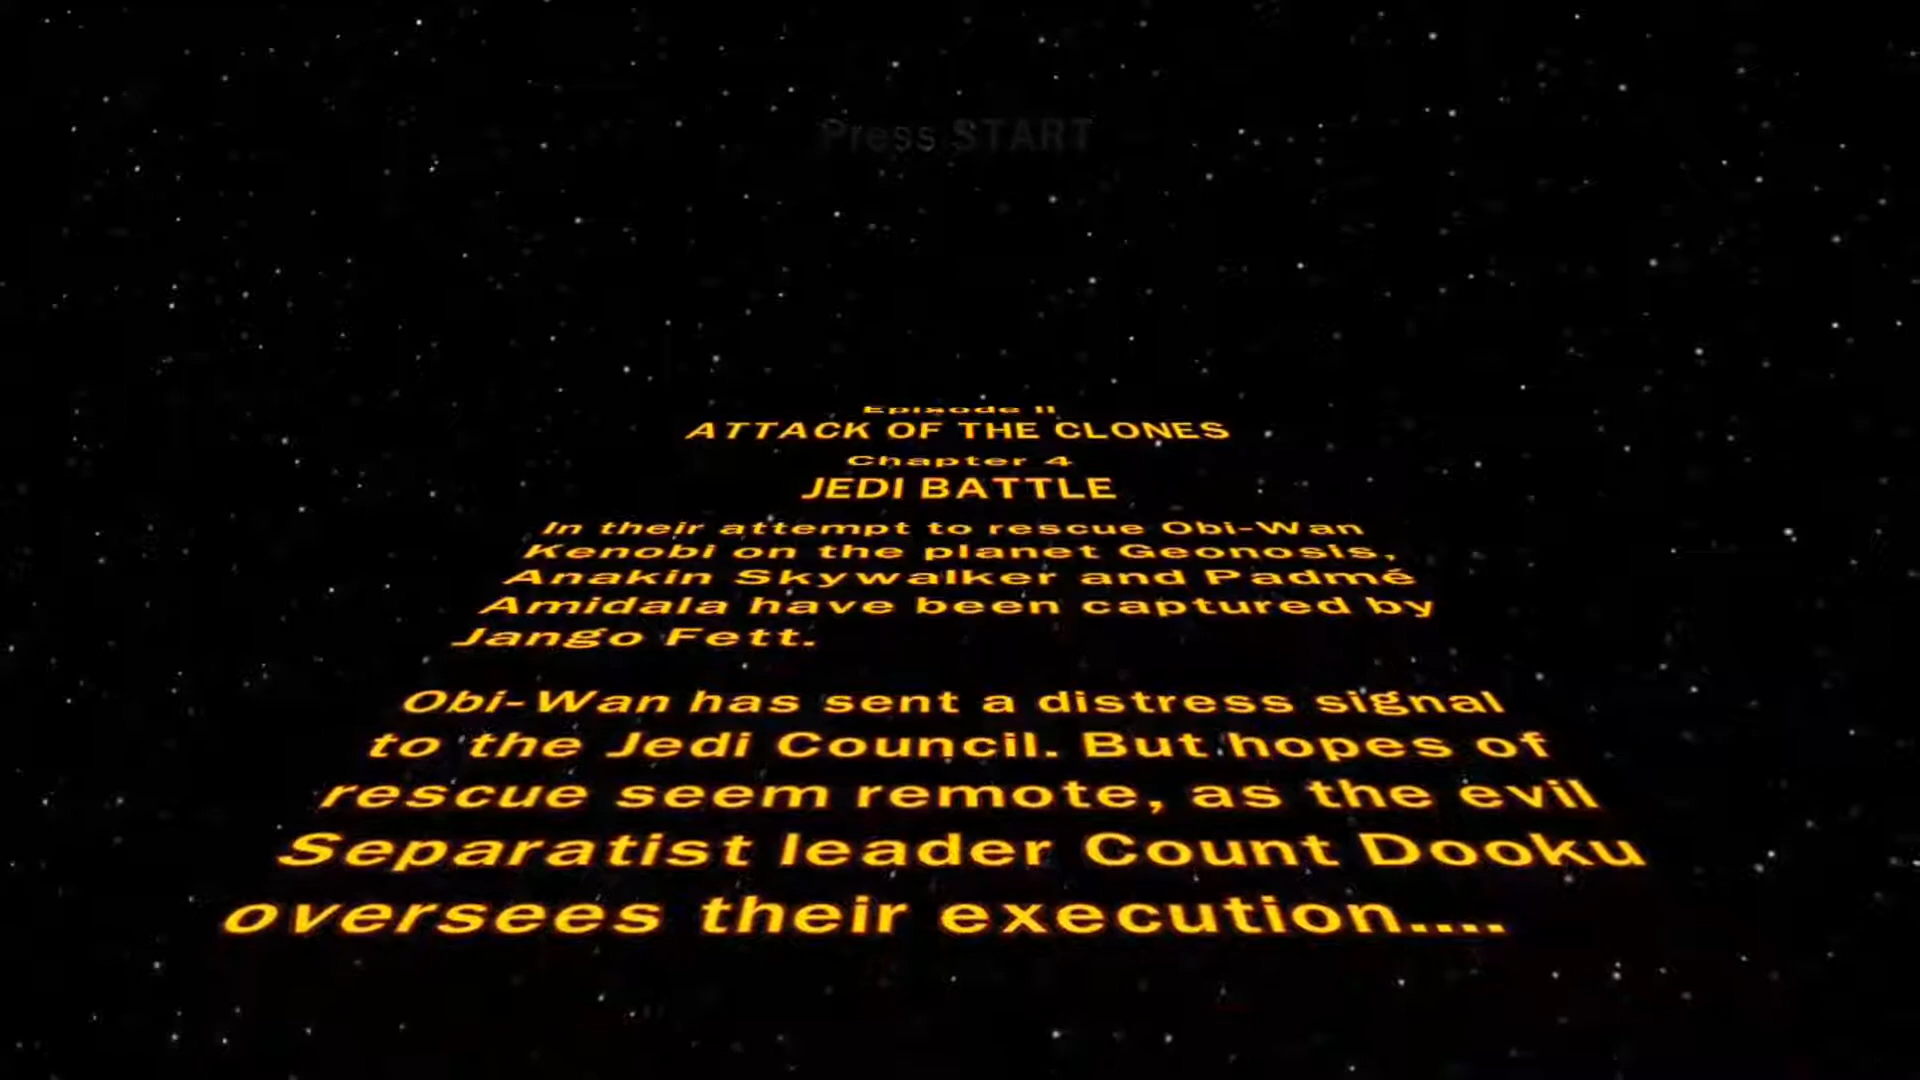 Press START
Episode II
ATTACK OF THE CLONES
Chapter 4
JEDI BATTLE
In their attempt to rescue Obi-Wan
Kenobi on the planet Geonosis,
Anakin Skywalker and Padmé
Amidala have been captured by
Jango Fett.
Obi-Wan has sent a distress signal
to the Jedi Council. But hopes of
rescue seem remote, as the evil
Separatist leader Count Dooku
oversees their execution....